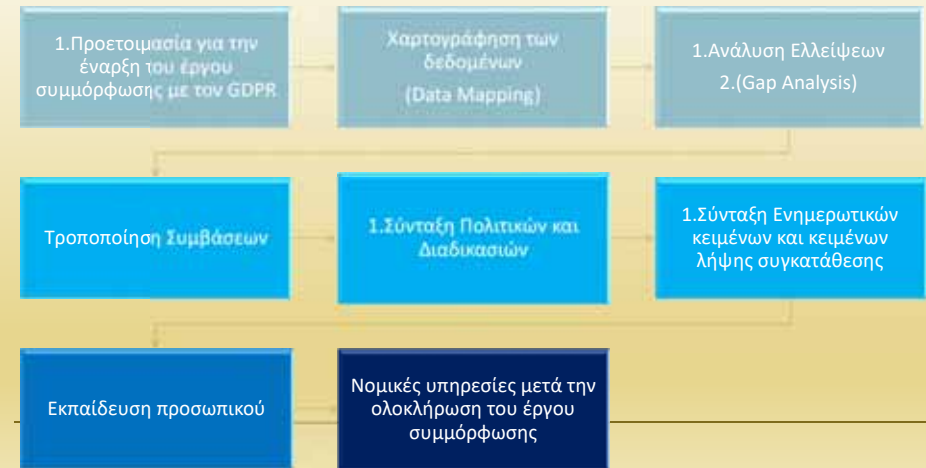 1.Προετοιμασία για την
έναρξη του έργου
συμμόρφωσης με τον GDPR
Χαρτογράφηση των
δεδομένων
(Data Mapping)
1.Ανάλυση Ελλείψεων
2.(Gap Analysis)
Τροποποίηση Συμβάσεων
1.Σύνταξη Πολιτικών και
Διαδικασιών
1.Σύνταξη Ενημερωτικών
κειμένων και κειμένων
λήψης συγκατάθεσης
Εκπαίδευση προσωπικού
Νομικές υπηρεσίες μετά την
ολοκλήρωση του έργου
συμμόρφωσης